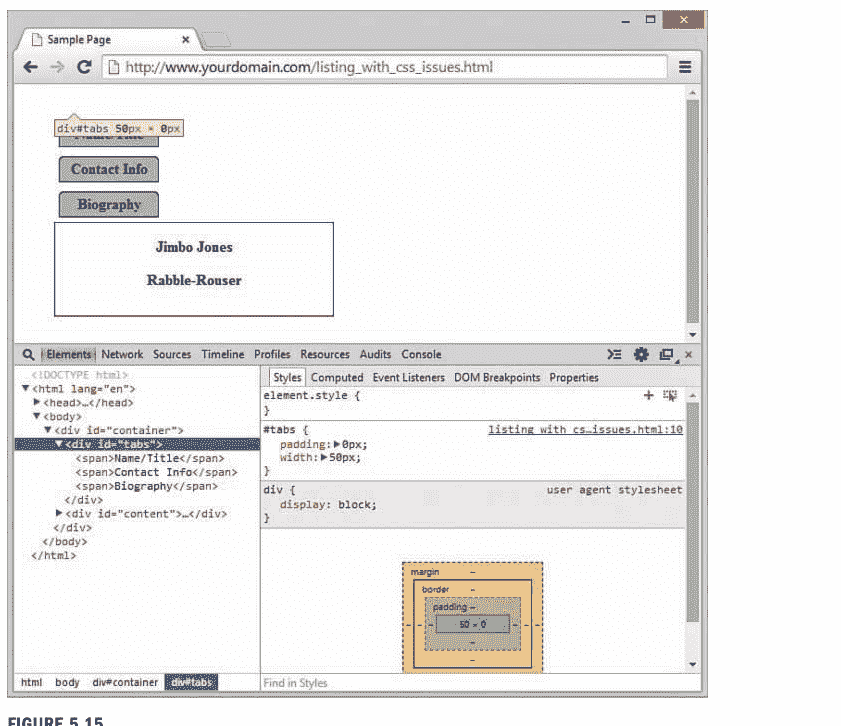 Sample Page ×
http://www.yourdomain.com/listing_with_css_issues.html
div#tabs 50px × 0px
Name/Title
Contact Info
Biography
Jimbo Jones
Rabble-Rouser
Elements Network Sources Timeline Profiles Resources Audits Console
<!DOCTYPE html>
▼<html lang="en">
▶<head>…</head>
▼<body>
▼<div id="container">
▼<div id="tabs">
<span>Name/Title</span>
<span>Contact Info</span>
<span>Biography</span>
</div>
▶<div id="content">…</div>
</div>
</body>
</html>
html body div#container div#tabs
Styles Computed Event Listeners DOM Breakpoints Properties
element.style {
}
#tabs { listing_with_cs…issues.html:10
padding:▶0px;
width:▶50px;
}
div { user agent stylesheet
display: block;
}
margin –
border –
padding –
– – – 50 × 0 – – –
–
–
Find in Styles
FIGURE 5.15